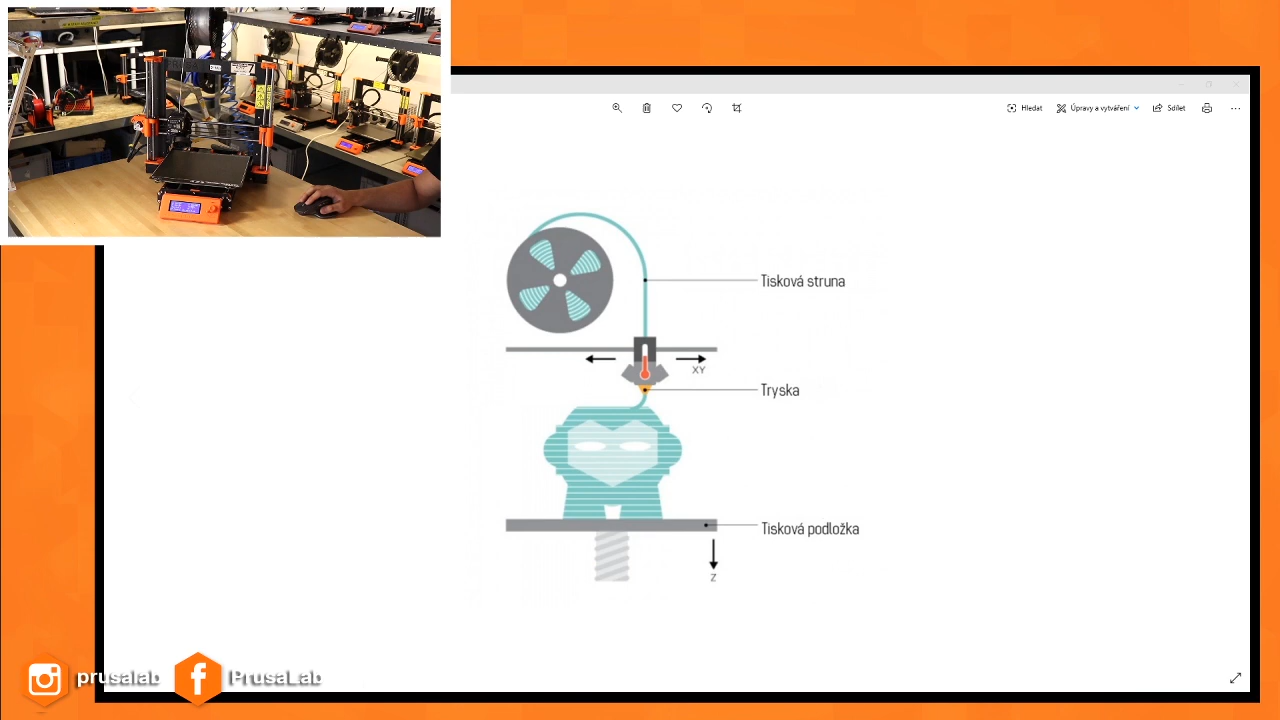 Hledat
Úpravy a vytváření
Sdílet
Tisková struna
XY
Tryska
Tisková podložka
Z
prusalab
PrusaLab